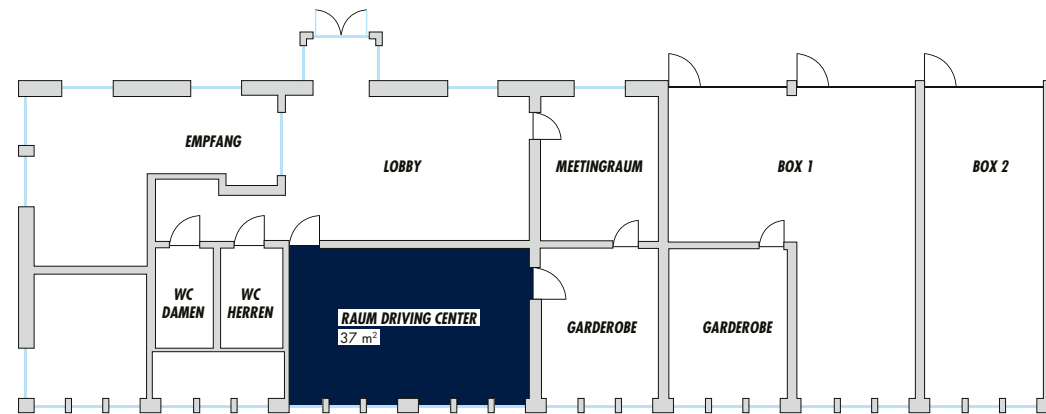 EMPFANG
LOBBY
MEETINGRAUM
BOX 1
BOX 2
WC
DAMEN
WC
HERREN
RAUM DRIVING CENTER
37 m²
GARDEROBE
GARDEROBE